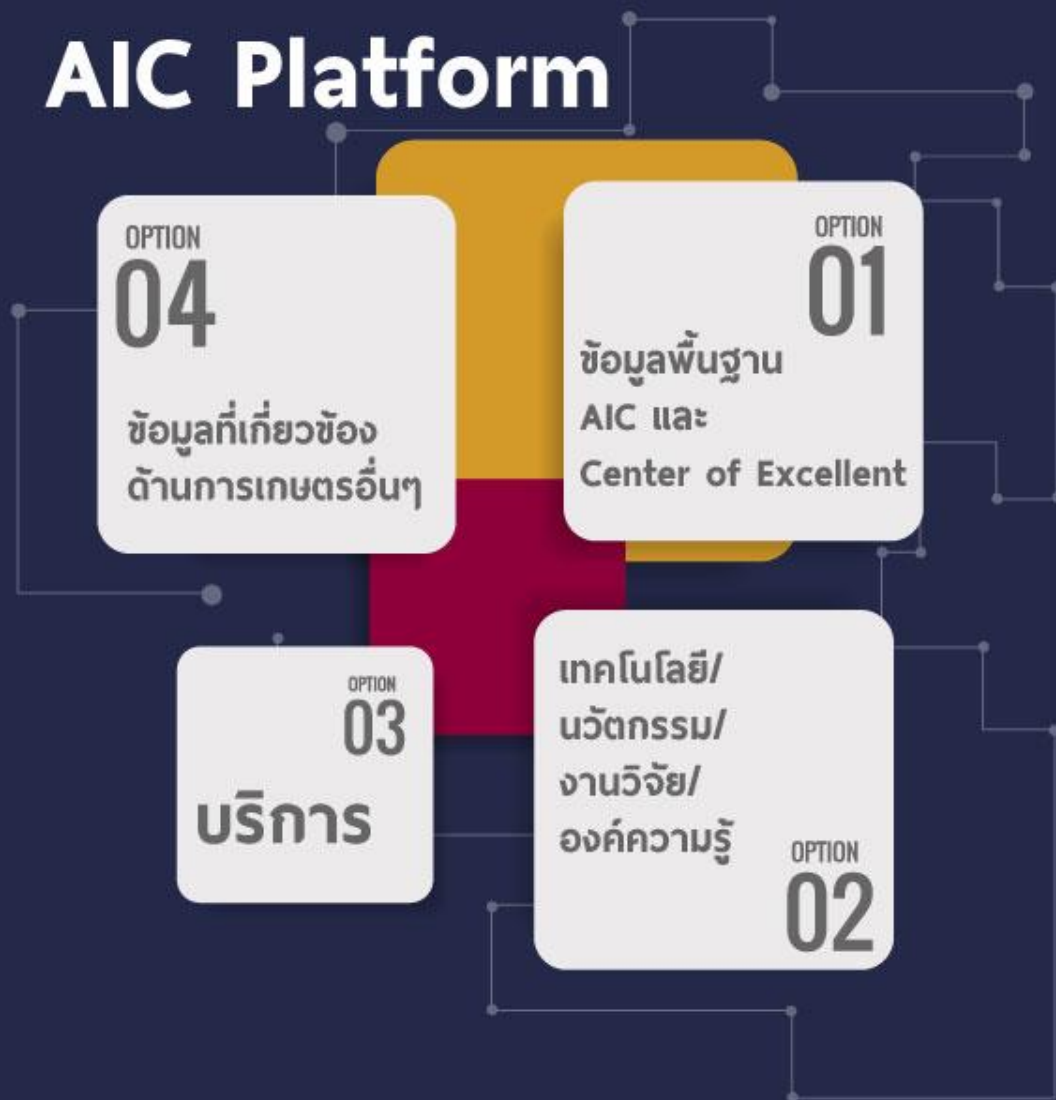 AIC Platform
OPTION
01
ข้อมูลพื้นฐาน
AIC และ
Center of Excellent
เทคโนโลยี/
นวัตกรรม/
งานวิจัย/
องค์ความรู้
OPTION
02
OPTION
03
บริการ
OPTION
04
ข้อมูลที่เกี่ยวข้อง
ด้านการเกษตรอื่นๆ